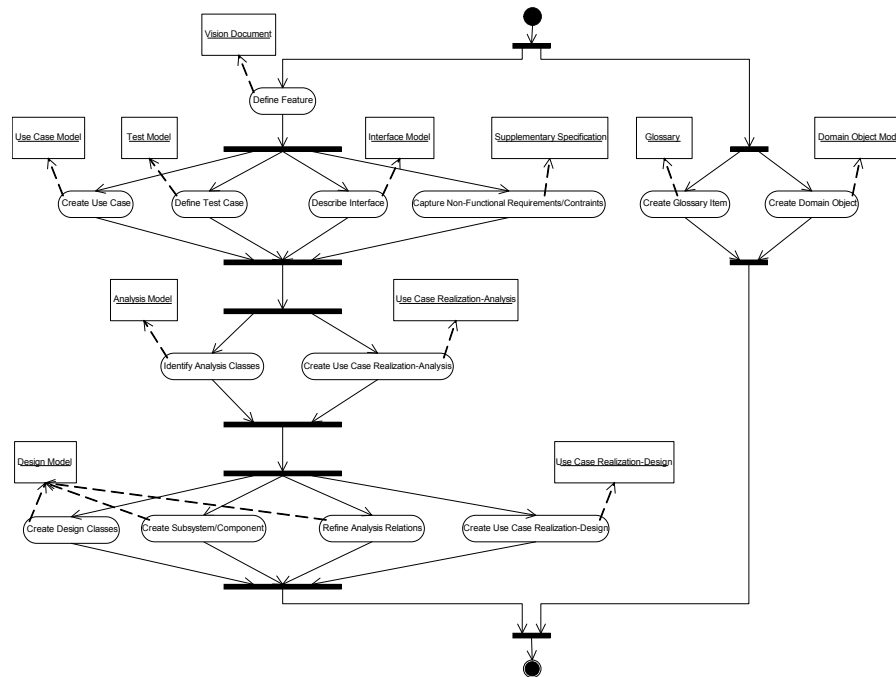 Vision Document
Define Feature
Use Case Model
Test Model
Interface Model
Supplementary Specification
Glossary
Domain Object Mod
Create Use Case
Define Test Case
Describe Interface
Capture Non-Functional Requirements/Contraints
Create Glossary Item
Create Domain Object
Analysis Model
Use Case Realization-Analysis
Identify Analysis Classes
Create Use Case Realization-Analysis
Design Model
Use Case Realization-Design
Create Design Classes
Create Subsystem/Component
Refine Analysis Relations
Create Use Case Realization-Design